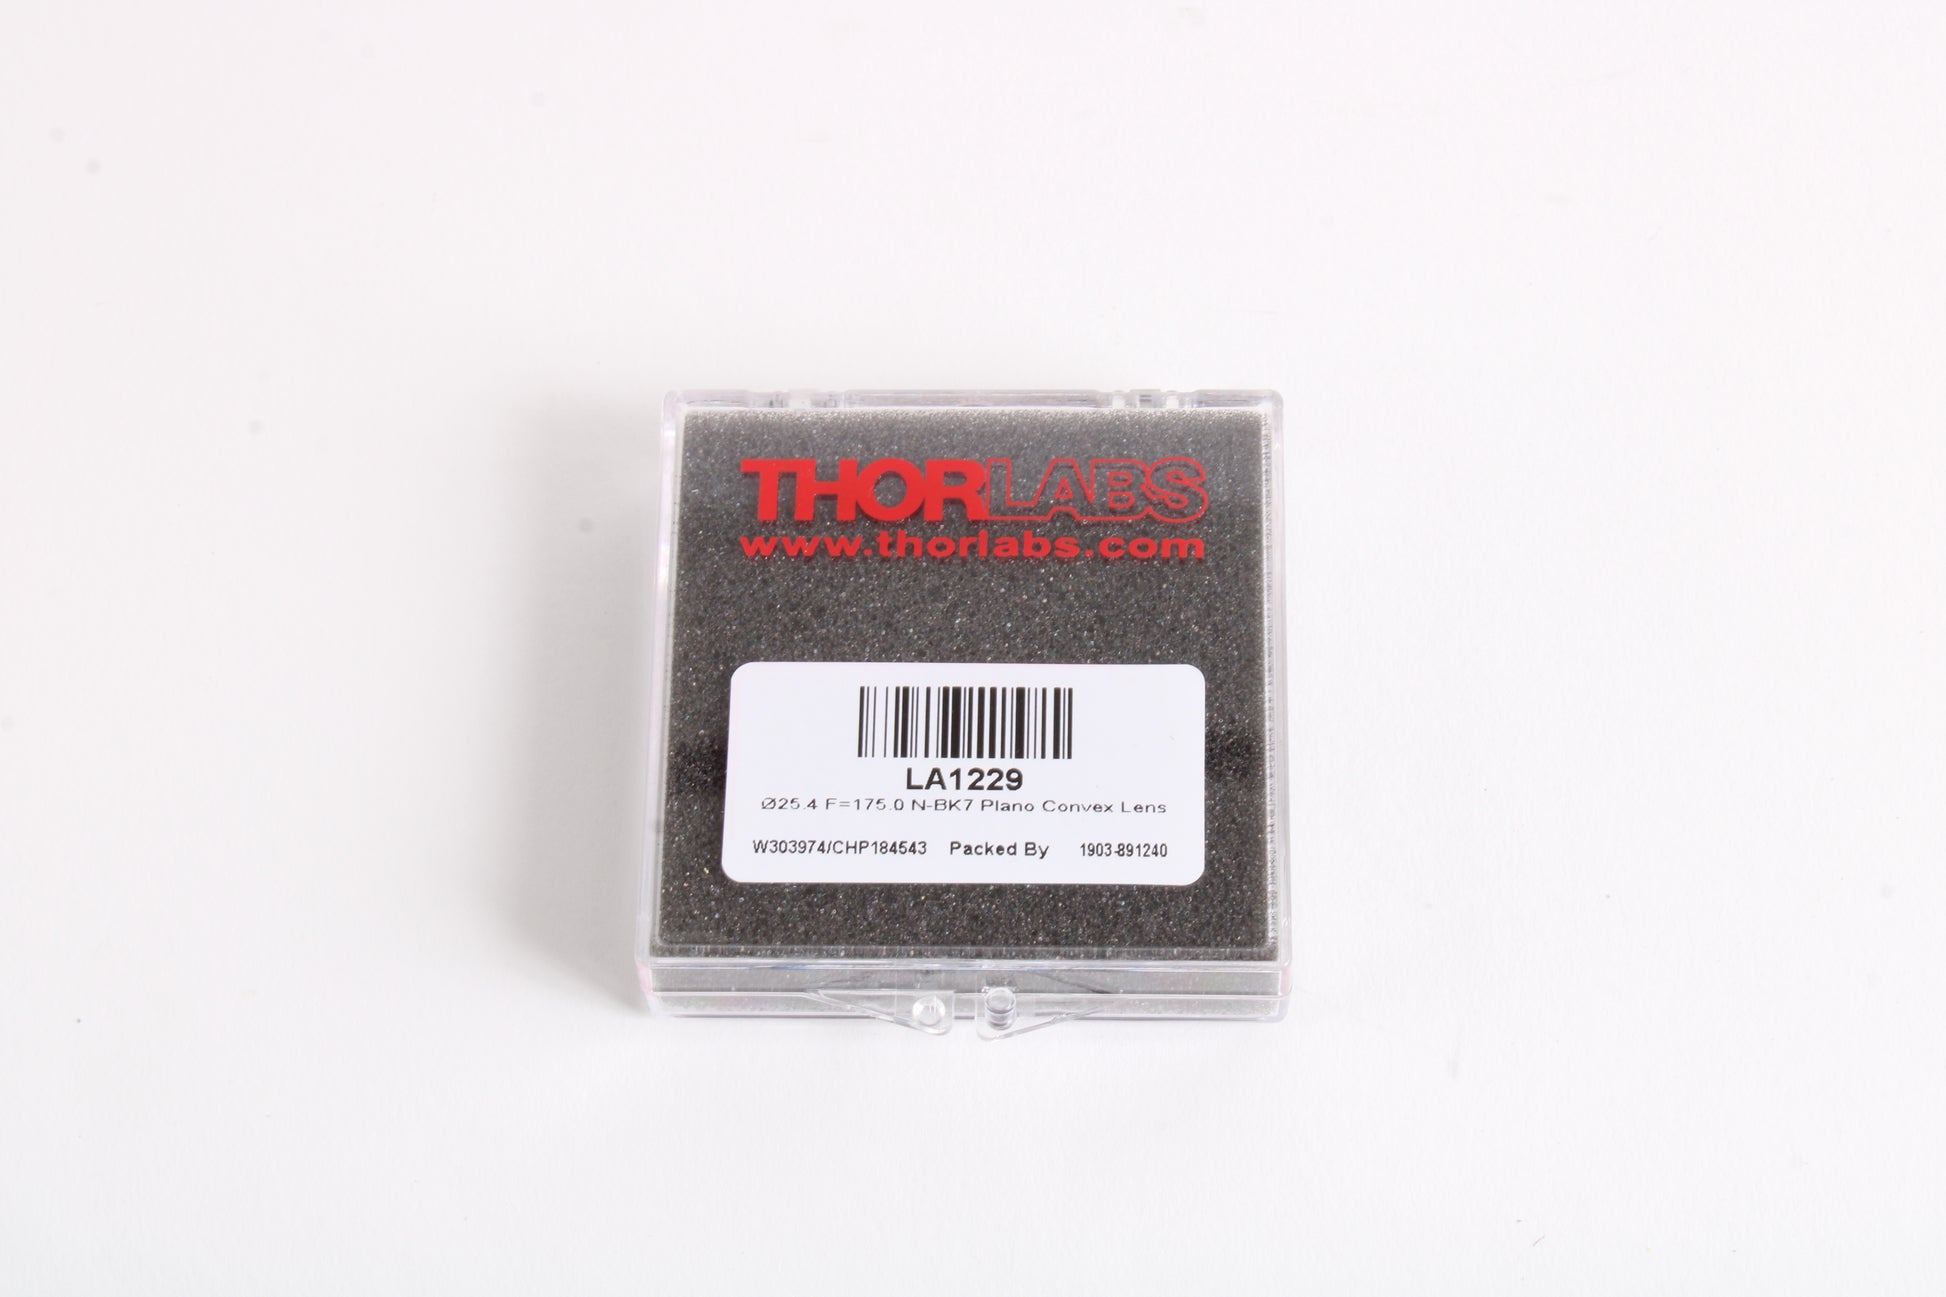 THORLABS
www.thorlabs.com
LA1229
Ø25.4 F=175.0 N-BK7 Plano Convex Lens
W303974/CHP184543 Packed By 1903-891240